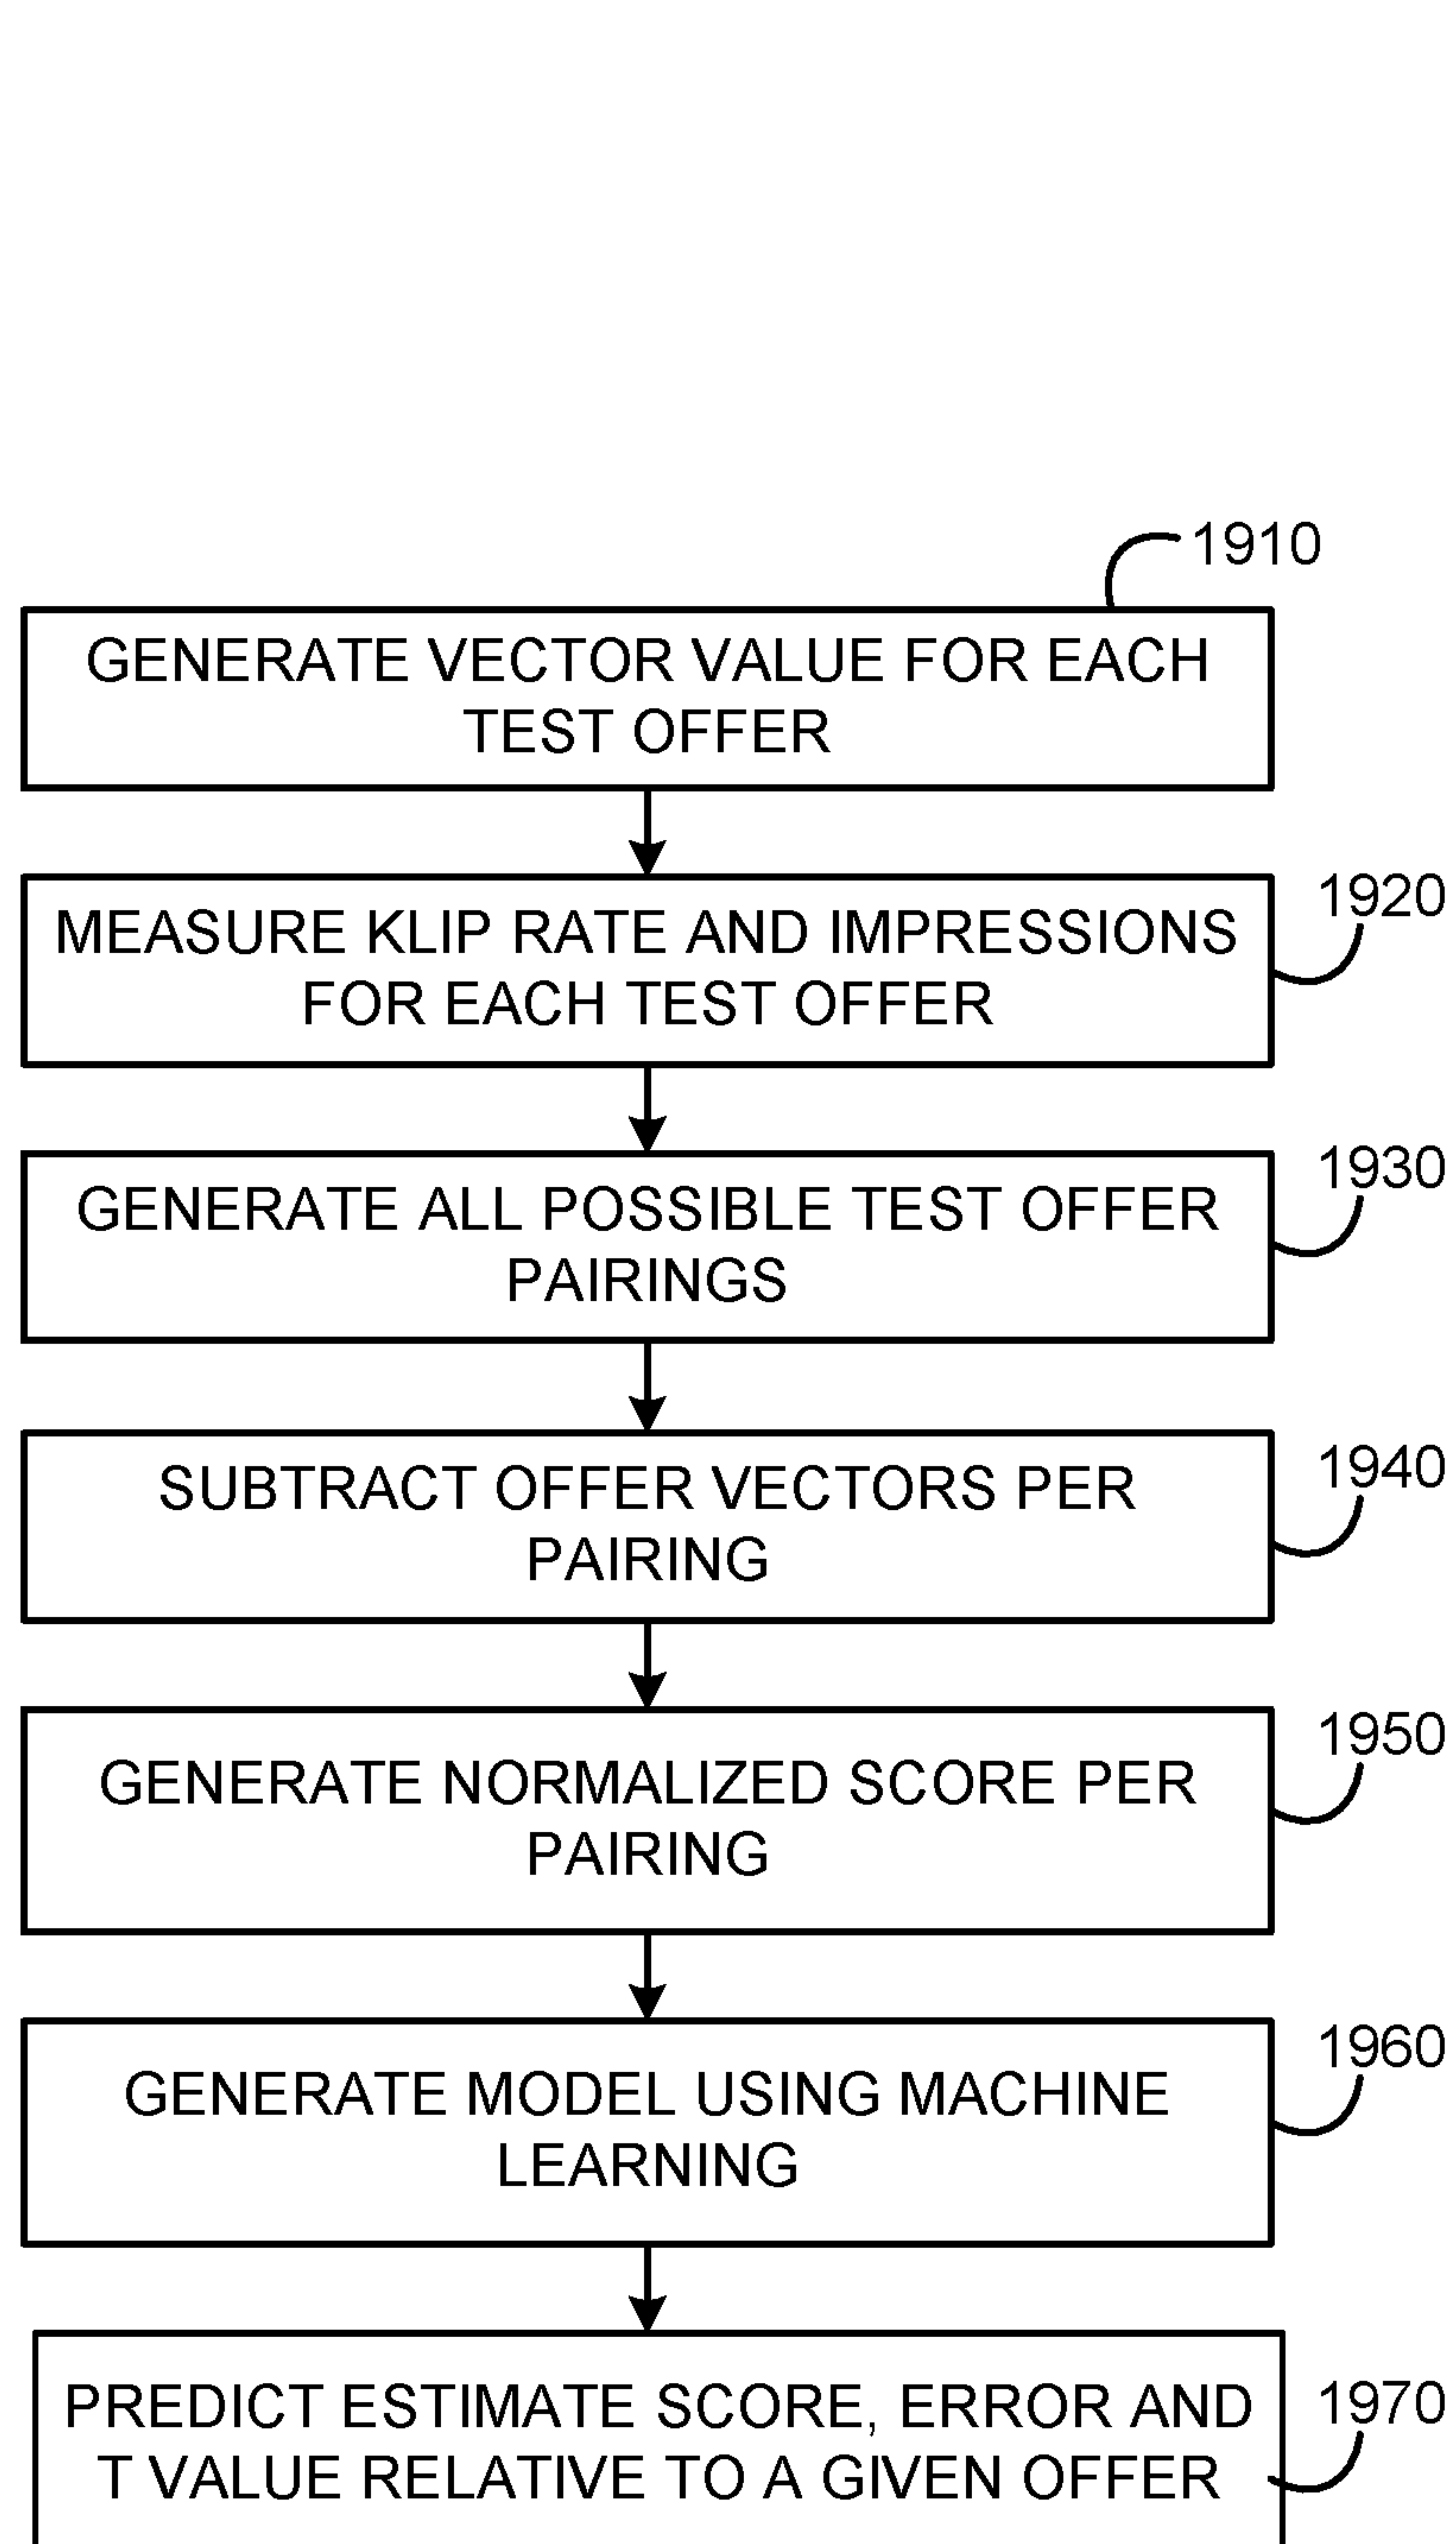 1910
GENERATE VECTOR VALUE FOR EACH
TEST OFFER
1920
MEASURE KLIP RATE AND IMPRESSIONS
FOR EACH TEST OFFER
1930
GENERATE ALL POSSIBLE TEST OFFER
PAIRINGS
1940
SUBTRACT OFFER VECTORS PER
PAIRING
1950
GENERATE NORMALIZED SCORE PER
PAIRING
1960
GENERATE MODEL USING MACHINE
LEARNING
1970
PREDICT ESTIMATE SCORE, ERROR AND
T VALUE RELATIVE TO A GIVEN OFFER